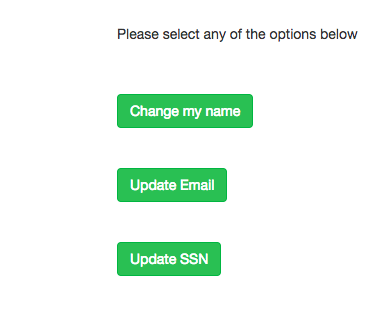 Please select any of the options below
Change my name
Update Email
Update SSN